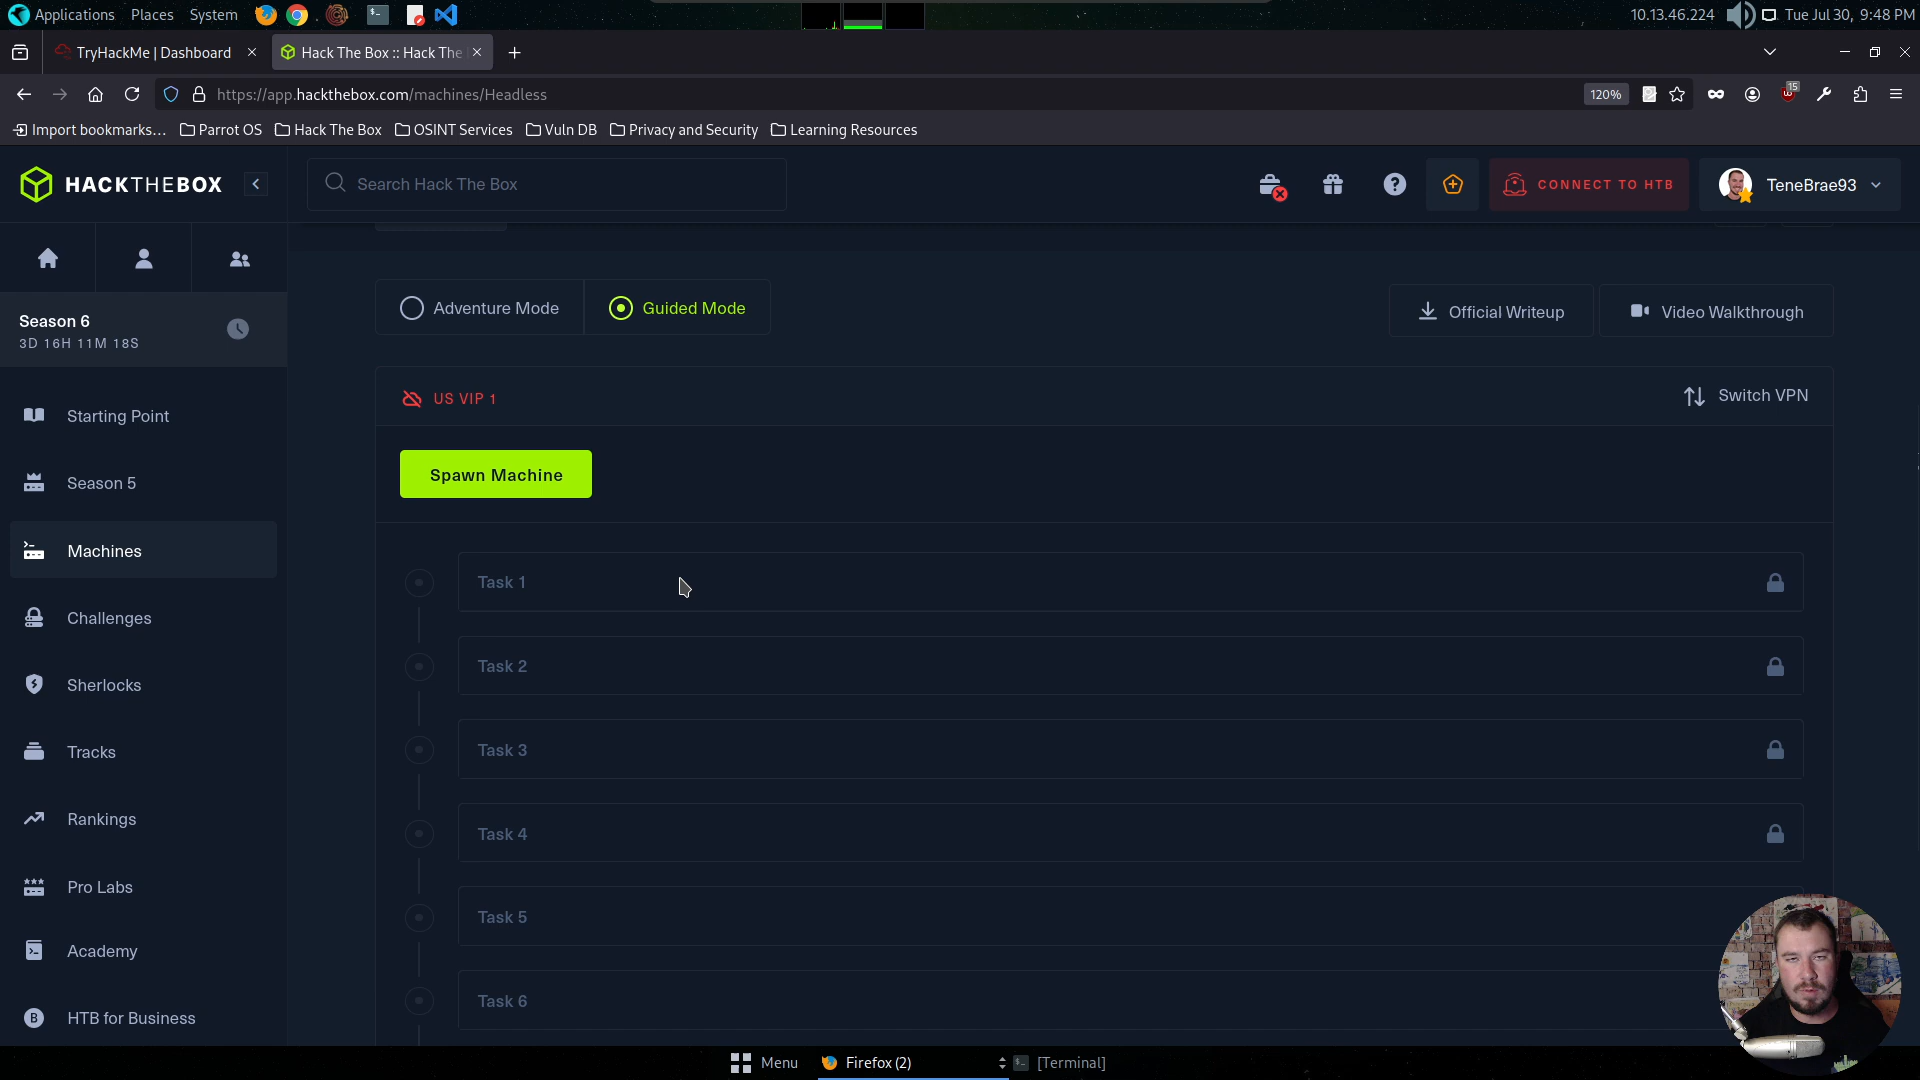 Applications Places System
10.13.46.224 Tue Jul 30, 9:48 PM
TryHackMe | Dashboard
Hack The Box :: Hack The
https://app.hackthebox.com/machines/Headless
120%
15
Import bookmarks...
Parrot OS
Hack The Box
OSINT Services
Vuln DB
Privacy and Security
Learning Resources
HACKTHEBOX
Search Hack The Box
CONNECT TO HTB
TeneBrae93
Season 6
3D 16H 11M 18S
Starting Point
Season 5
Machines
Challenges
Sherlocks
Tracks
Rankings
Pro Labs
Academy
HTB for Business
Adventure Mode
Guided Mode
Official Writeup
Video Walkthrough
US VIP 1
Switch VPN
Spawn Machine
Task 1
Task 2
Task 3
Task 4
Task 5
Task 6
Menu
Firefox (2)
[Terminal]